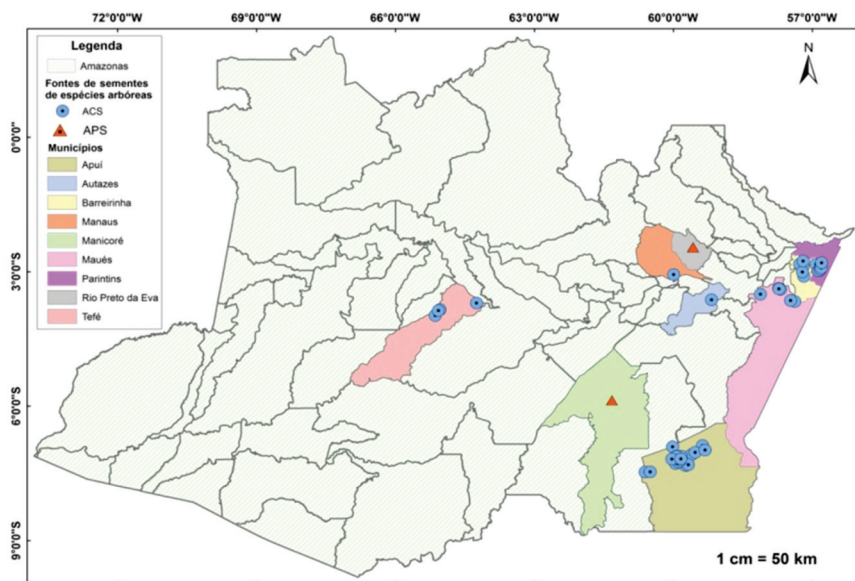 72°0'0"W 69°0'0"W 66°0'0"W 63°0'0"W 60°0'0"W 57°0'0"W
Legenda
Amazonas
Fontes de sementes
de espécies arbóreas
ACS
APS
Municípios
Apuí
Autazes
Barreirinha
Manaus
Manicoré
Maués
Parintins
Rio Preto da Eva
Tefé
N
0°0'0"
3°0'0"S
6°0'0"S
9°0'0"S
1 cm = 50 km